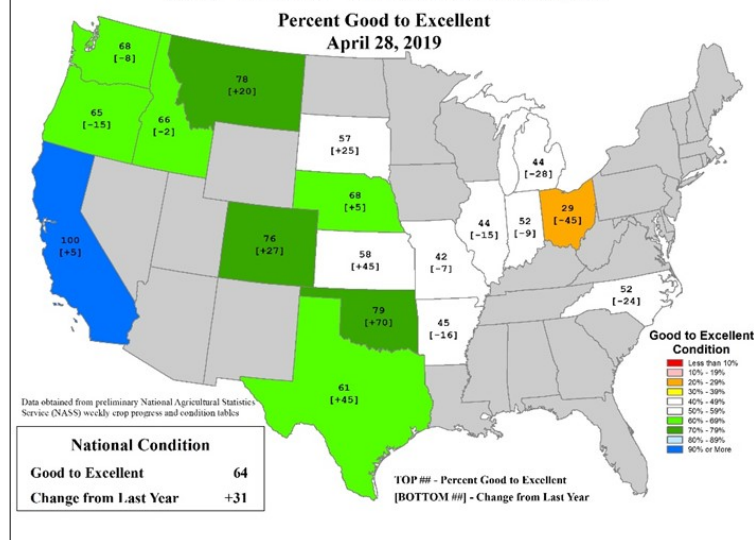 Percent Good to Excellent
April 28, 2019
68
[-8]
78
[+20]
65
[-15]
66
[-2]
57
[+25]
44
[-28]
68
[+5]
29
[-45]
44
[-15]
52
[-9]
100
[+5]
76
[+27]
58
[+45]
42
[-7]
52
[-24]
79
[+70]
45
[-16]
61
[+45]
Good to Excellent
Condition
Less than 10%
10% - 19%
20% - 29%
30% - 39%
40% - 49%
50% - 59%
60% - 69%
70% - 79%
80% - 89%
90% or More
Data obtained from preliminary National Agricultural Statistics
Service (NASS) weekly crop progress and condition tables
National Condition
Good to Excellent 64
Change from Last Year +31
TOP ## - Percent Good to Excellent
[BOTTOM ##] - Change from Last Year